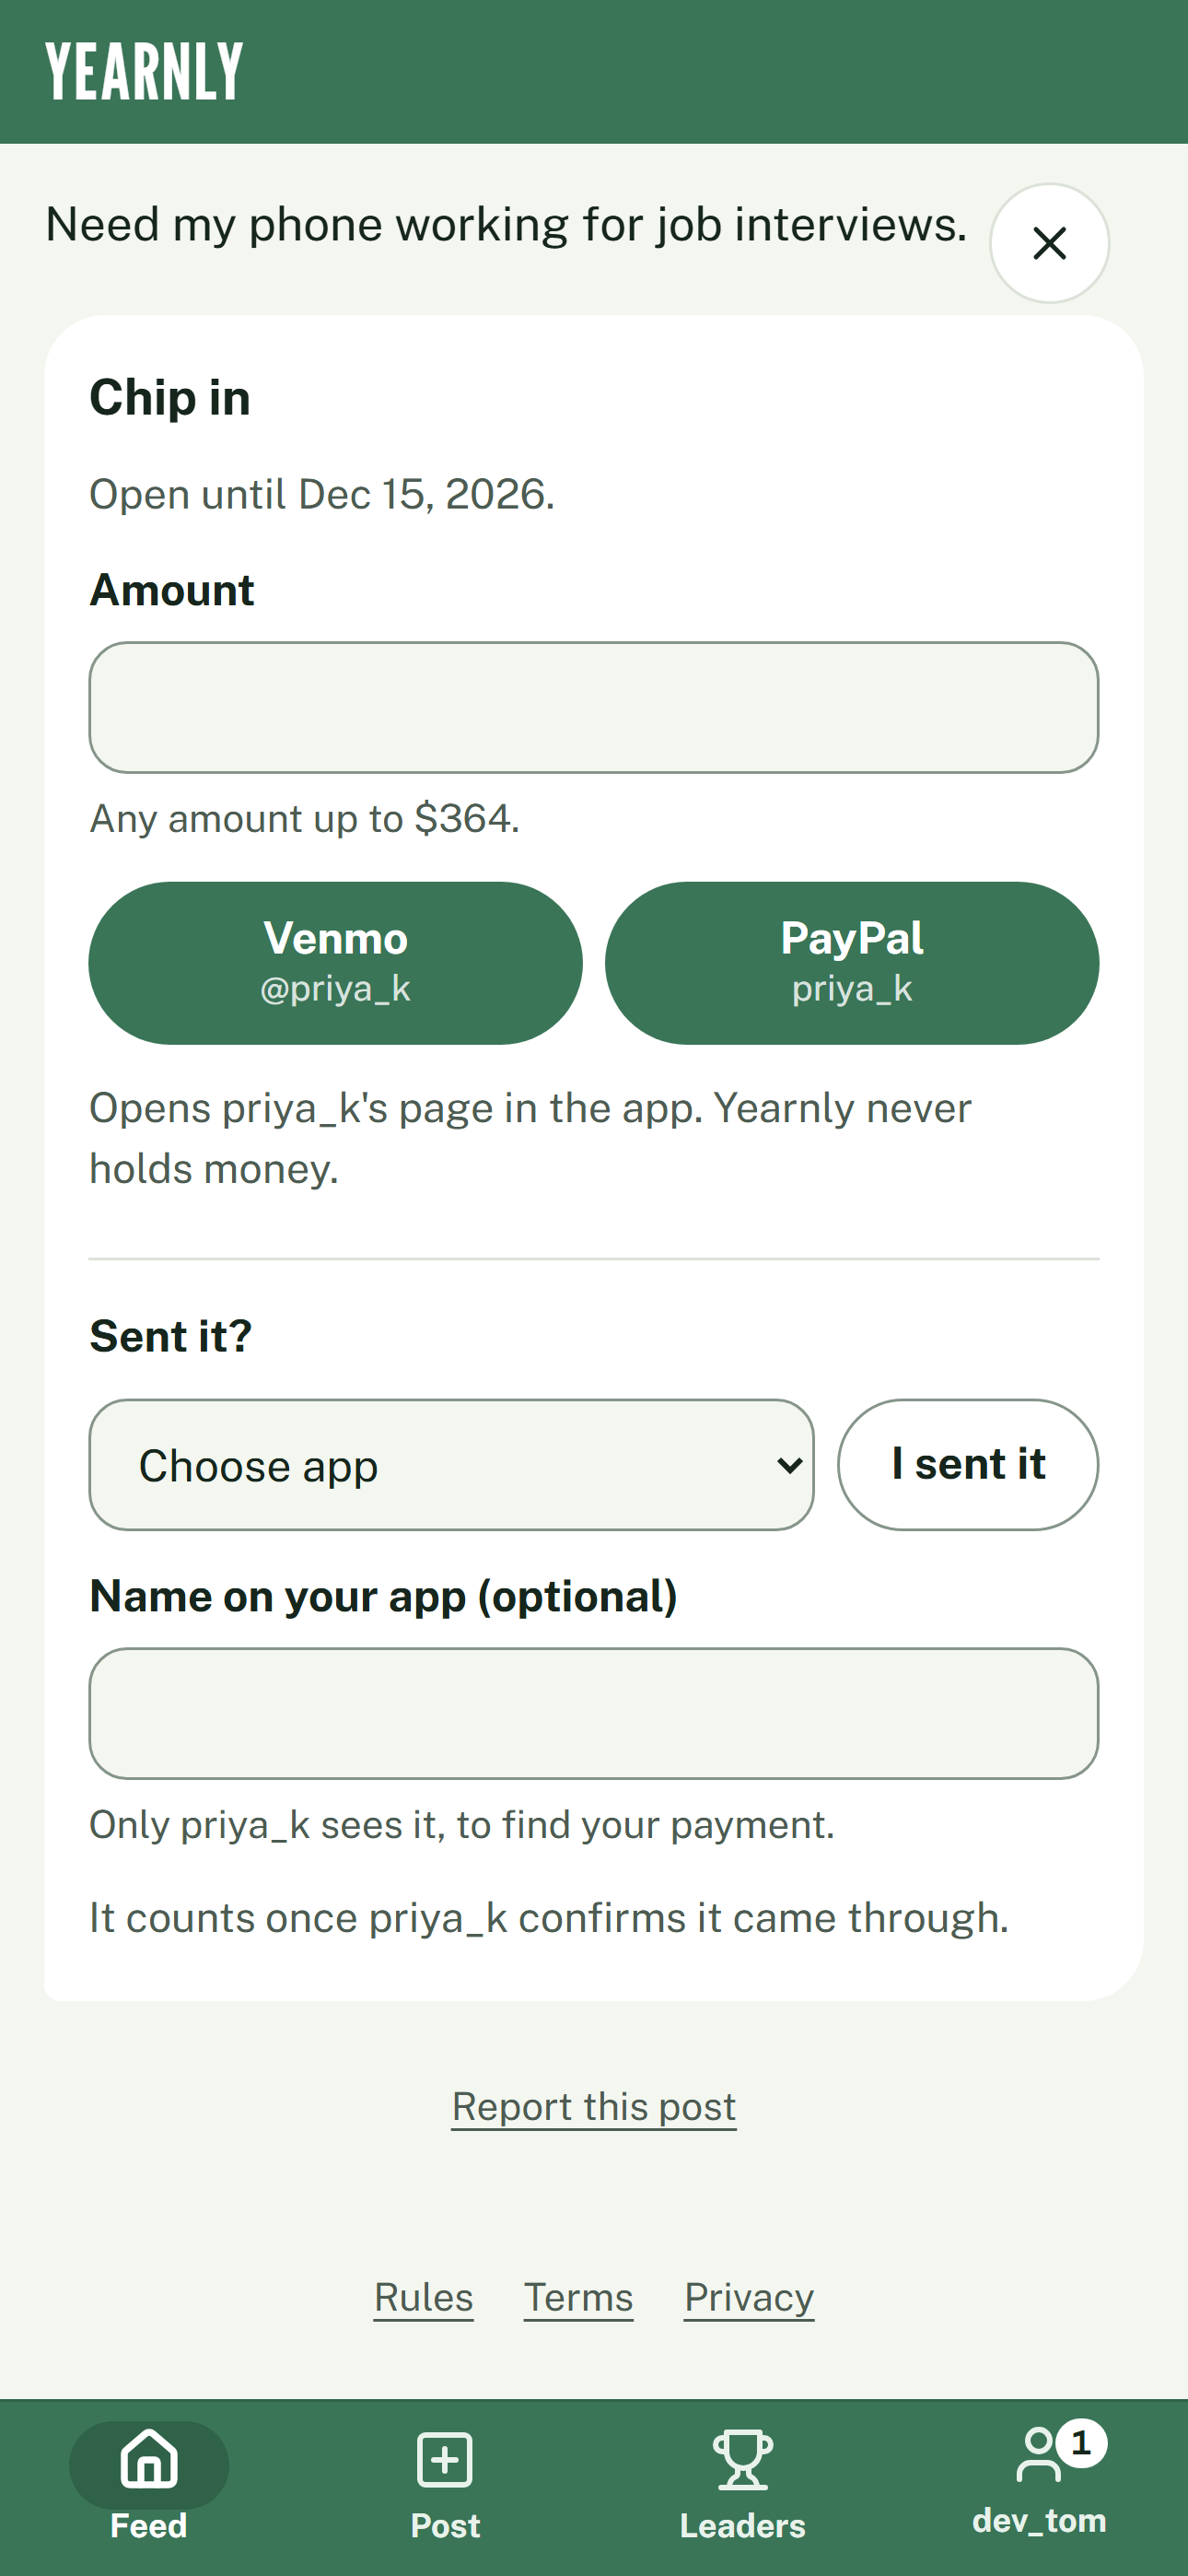 YEARNLY
Need my phone working for job interviews.
Chip in
Open until Dec 15, 2026.
Amount
Any amount up to $364.
Venmo
@priya_k
PayPal
priya_k
Opens priya_k's page in the app. Yearnly never
holds money.
Sent it?
Choose app
I sent it
Name on your app (optional)
Only priya_k sees it, to find your payment.
It counts once priya_k confirms it came through.
Report this post
Rules
Terms
Privacy
Feed
Post
Leaders
1
dev_tom